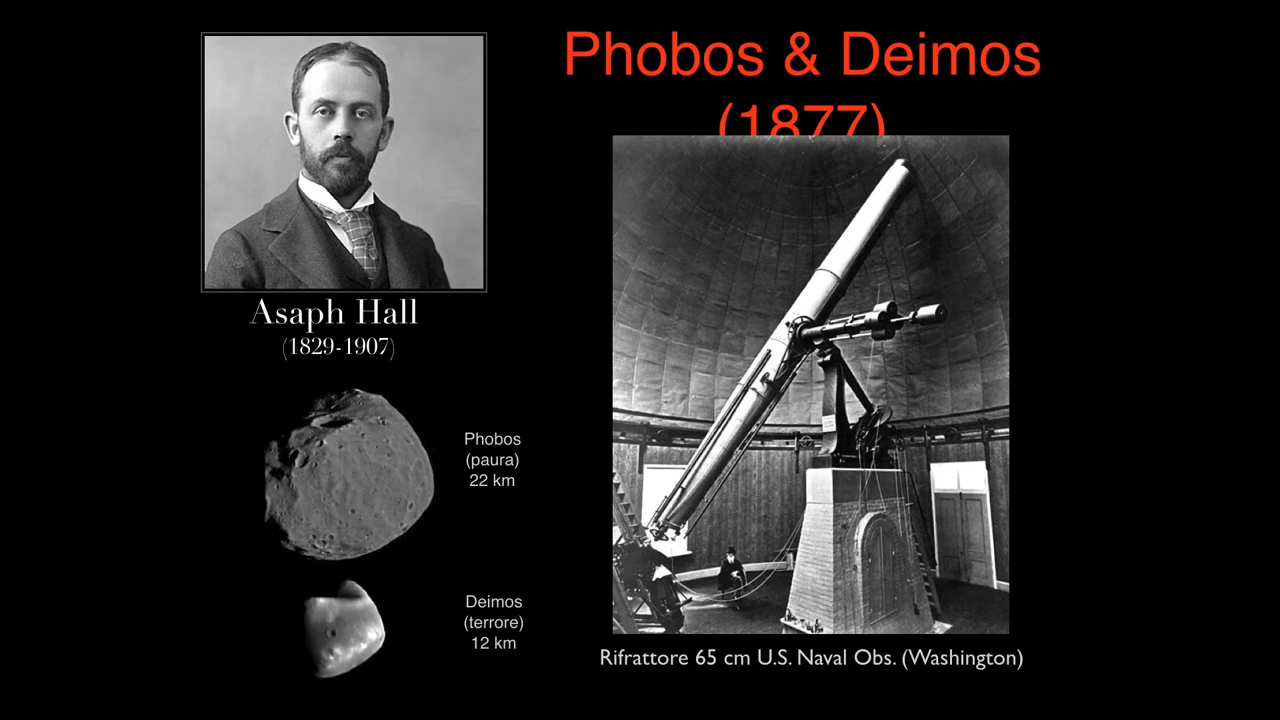 Phobos & Deimos
(1877)
Asaph Hall
(1829-1907)
Phobos
(paura)
22 km
Deimos
(terrore)
12 km
Rifrattore 65 cm U.S. Naval Obs. (Washington)